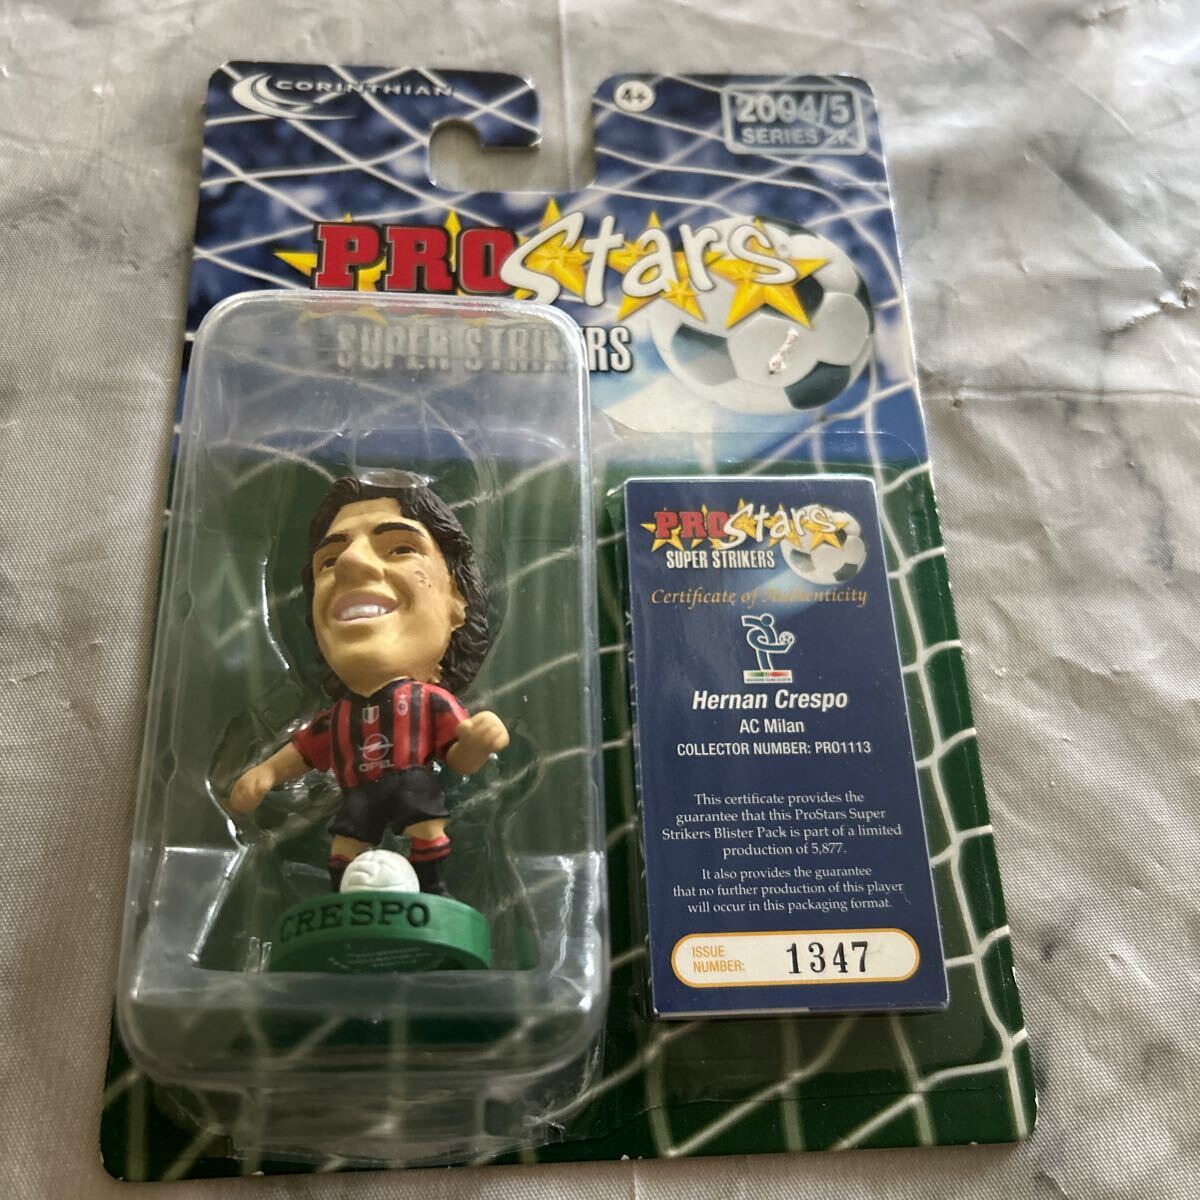 CORINTHIAN
4+
2004/5
SERIES
PROStars
SUPER STRIKERS
OPEL
CRESPO
PROStars
SUPER STRIKERS
Certificate of Authenticity
Hernan Crespo
AC Milan
COLLECTOR NUMBER: PRO1113
This certificate provides the
guarantee that this ProStars Super
Strikers Blister Pack is part of a limited
production of 5,877.
It also provides the guarantee
that no further production of this player
will occur in this packaging format.
ISSUE
NUMBER: 1347